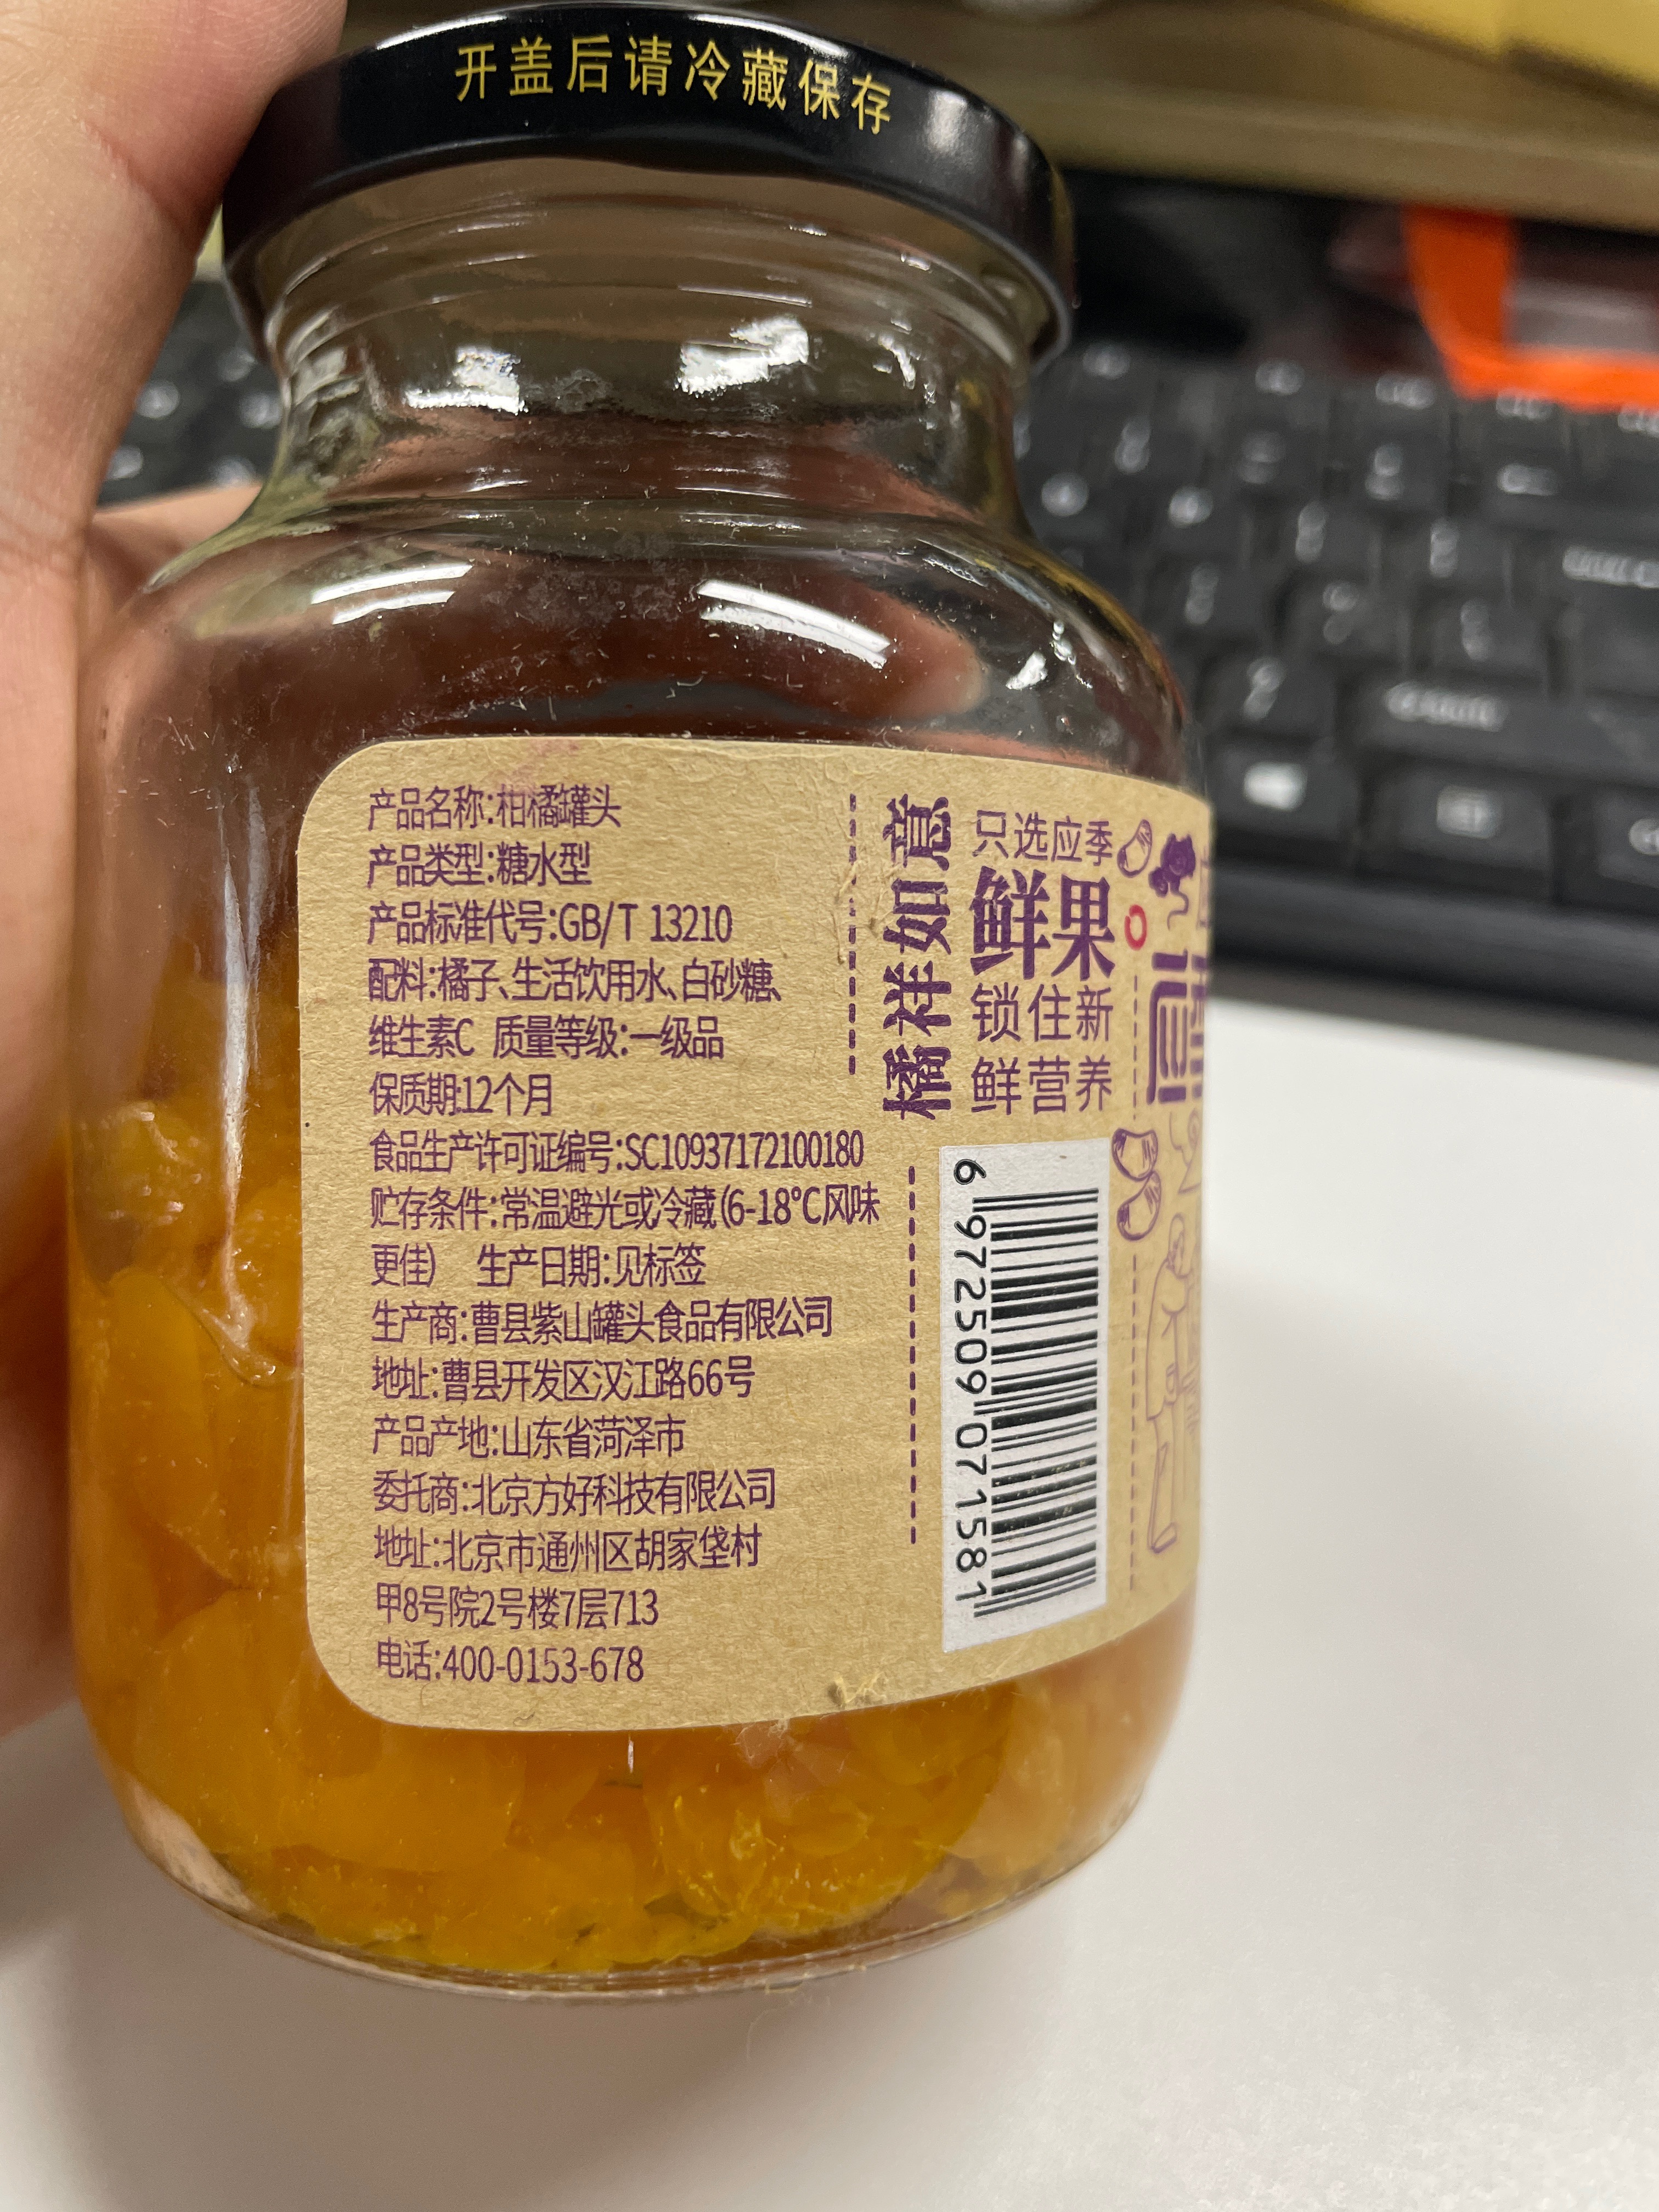 开盖后请冷藏保存
产品名称:柑橘罐头
产品类型:糖水型
产品标准代号:GB/T 13210
配料:橘子、生活饮用水、白砂糖、
维生素C 质量等级:一级品
保质期:12个月
食品生产许可证编号:SC10937172100180
贮存条件:常温避光或冷藏(6-18°C风味
更佳) 生产日期:见标签
生产商:曹县紫山罐头食品有限公司
地址:曹县开发区汉江路66号
产品产地:山东省菏泽市
委托商:北京方好科技有限公司
地址:北京市通州区胡家垡村
甲8号院2号楼7层713
电话:400-0153-678
橘祥如意
只选应季
鲜果
锁住新
鲜营养
6 972509 071581